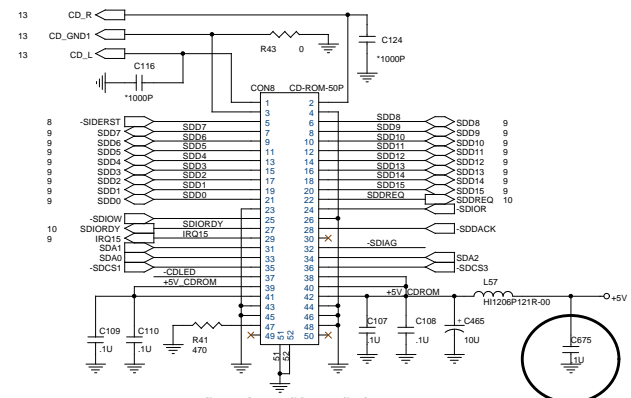 13 CD_R
13 CD_GND1
13 CD_L
R43 0
C124
*1000P
C116
*1000P
CON8 CD-ROM-50P
1 2
3 4
8 -SIDERST 5 6 SDD8 SDD8 9
9 SDD7 SDD7 7 8 SDD9 SDD9 9
9 SDD6 SDD6 9 10 SDD10 SDD10 9
9 SDD5 SDD5 11 12 SDD11 SDD11 9
9 SDD4 SDD4 13 14 SDD12 SDD12 9
9 SDD3 SDD3 15 16 SDD13 SDD13 9
9 SDD2 SDD2 17 18 SDD14 SDD14 9
9 SDD1 SDD1 19 20 SDD15 SDD15 9
9 SDD0 SDD0 21 22 SDDREQ SDDREQ 10
23 24 -SDIOR
-SDIOW 25 26
10 SDIORDY SDIORDY 27 28 -SDDACK
9 IRQ15 IRQ15 29 30
SDA1 31 32 -SDIAG
SDA0 33 34 SDA2
-SDCS1 35 36 -SDCS3
-CDLED 37 38
+5V_CDROM 39 40
41 42 +5V_CDROM
43 44
45 46
47 48
49 50
51 52
51 52
L57
HI1206P121R-00
+5V
C109
.1U
C110
.1U
R41
470
C107
.1U
C108
.1U
+ C465
10U
C675
.1U